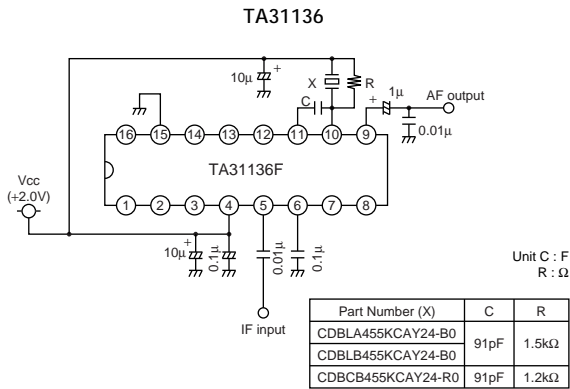 TA31136
10μ
+
X
R
C
+
1μ
AF output
0.01μ
16 15 14 13 12 11 10 9
TA31136F
1 2 3 4 5 6 7 8
Vcc
(+2.0V)
10μ
+
0.1μ
0.01μ
0.1μ
IF input
Unit C : F
R : Ω
Part Number (X) C R
CDBLA455KCAY24-B0 91pF 1.5kΩ
CDBLB455KCAY24-B0
CDBCB455KCAY24-R0 91pF 1.2kΩ